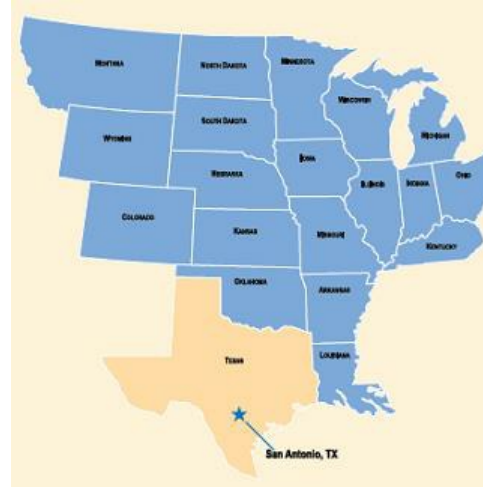 MONTANA
NORTH DAKOTA
MINNESOTA
WISCONSIN
MICHIGAN
SOUTH DAKOTA
WYOMING
IOWA
NEBRASKA
ILLINOIS
INDIANA
OHIO
COLORADO
KANSAS
MISSOURI
KENTUCKY
OKLAHOMA
ARKANSAS
TEXAS
LOUISIANA
San Antonio, TX